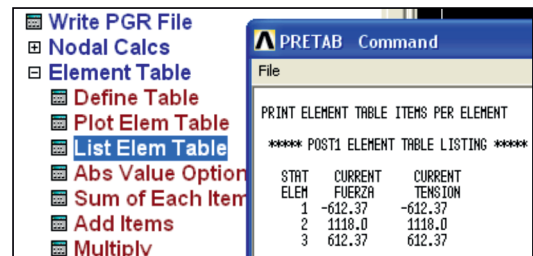 Write PGR File
Nodal Calcs
Element Table
Define Table
Plot Elem Table
List Elem Table
Abs Value Option
Sum of Each Item
Add Items
Multiply
PRETAB Command
File
PRINT ELEMENT TABLE ITEMS PER ELEMENT
***** POST1 ELEMENT TABLE LISTING *****
STAT CURRENT CURRENT
ELEM FUERZA TENSION
1 -612.37 -612.37
2 1118.0 1118.0
3 612.37 612.37